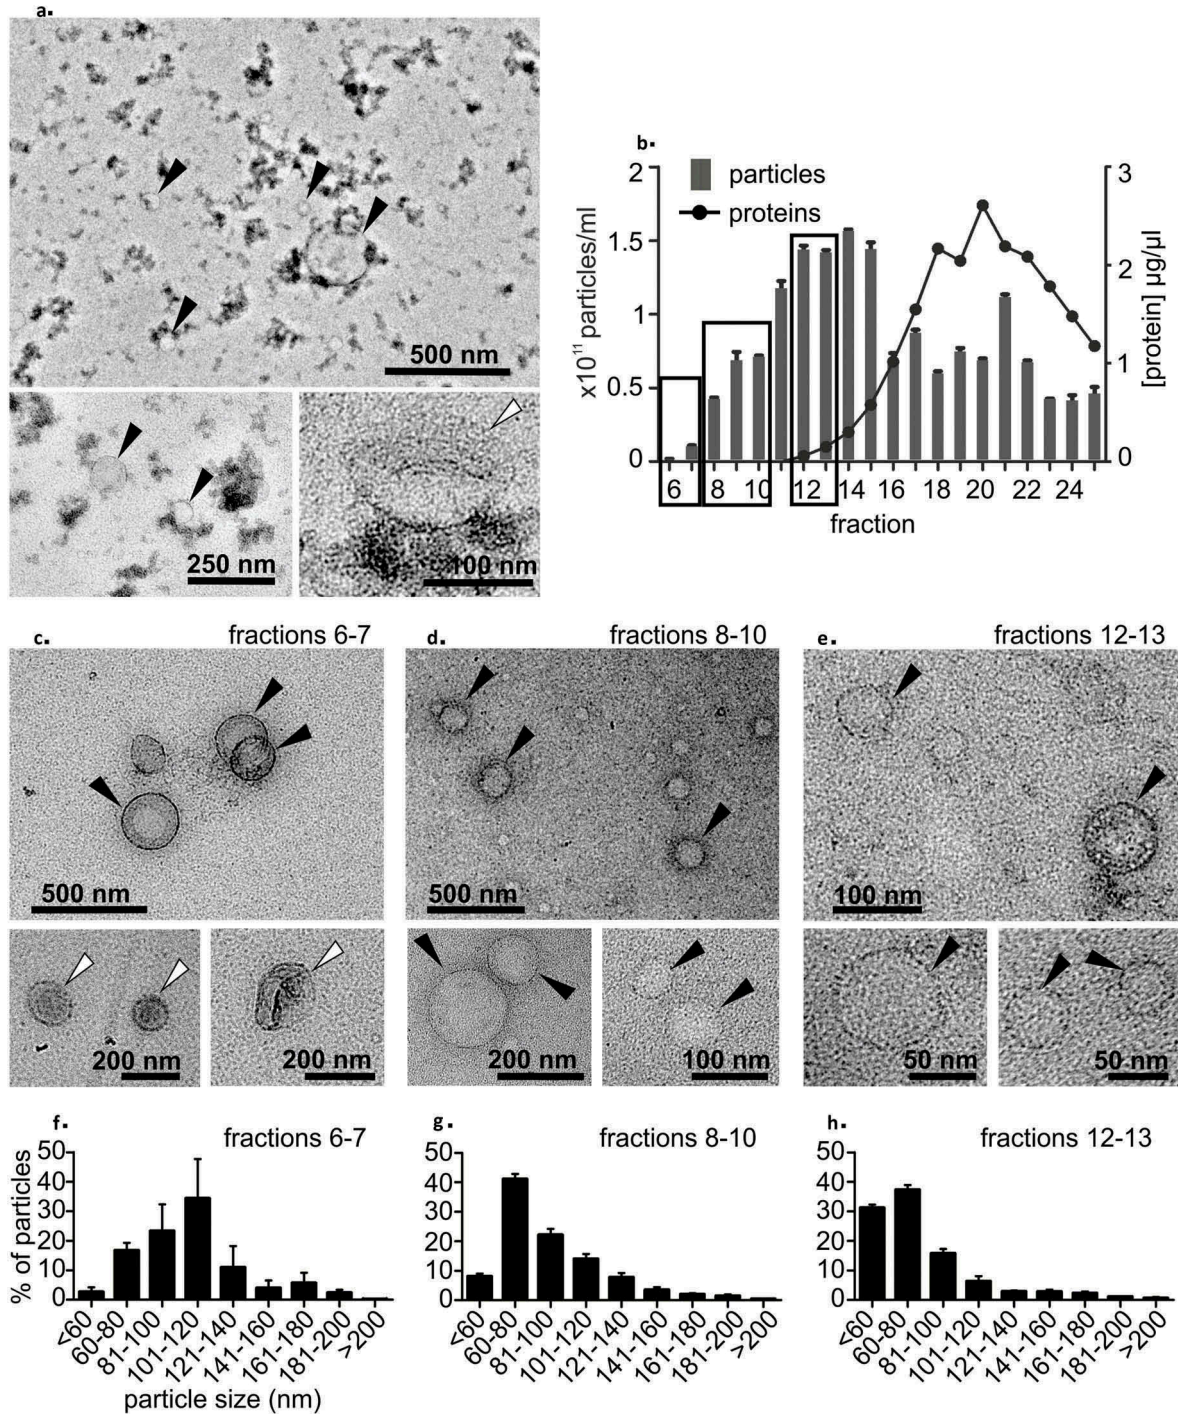 a.
500 nm
250 nm
100 nm
b.
particles
proteins
2
1.5
1
0.5
0
x10¹¹ particles/ml
3
2
1
0
[protein] µg/µl
6 8 10 12 14 16 18 20 22 24
fraction
c. fractions 6-7
500 nm
200 nm
200 nm
d. fractions 8-10
500 nm
200 nm
100 nm
e. fractions 12-13
100 nm
50 nm
50 nm
f. fractions 6-7
50
40
30
20
10
0
% of particles
<60 60-80 81-100 101-120 121-140 141-160 161-180 181-200 >200
particle size (nm)
g. fractions 8-10
50
40
30
20
10
0
<60 60-80 81-100 101-120 121-140 141-160 161-180 181-200 >200
h. fractions 12-13
50
40
30
20
10
0
<60 60-80 81-100 101-120 121-140 141-160 161-180 181-200 >200